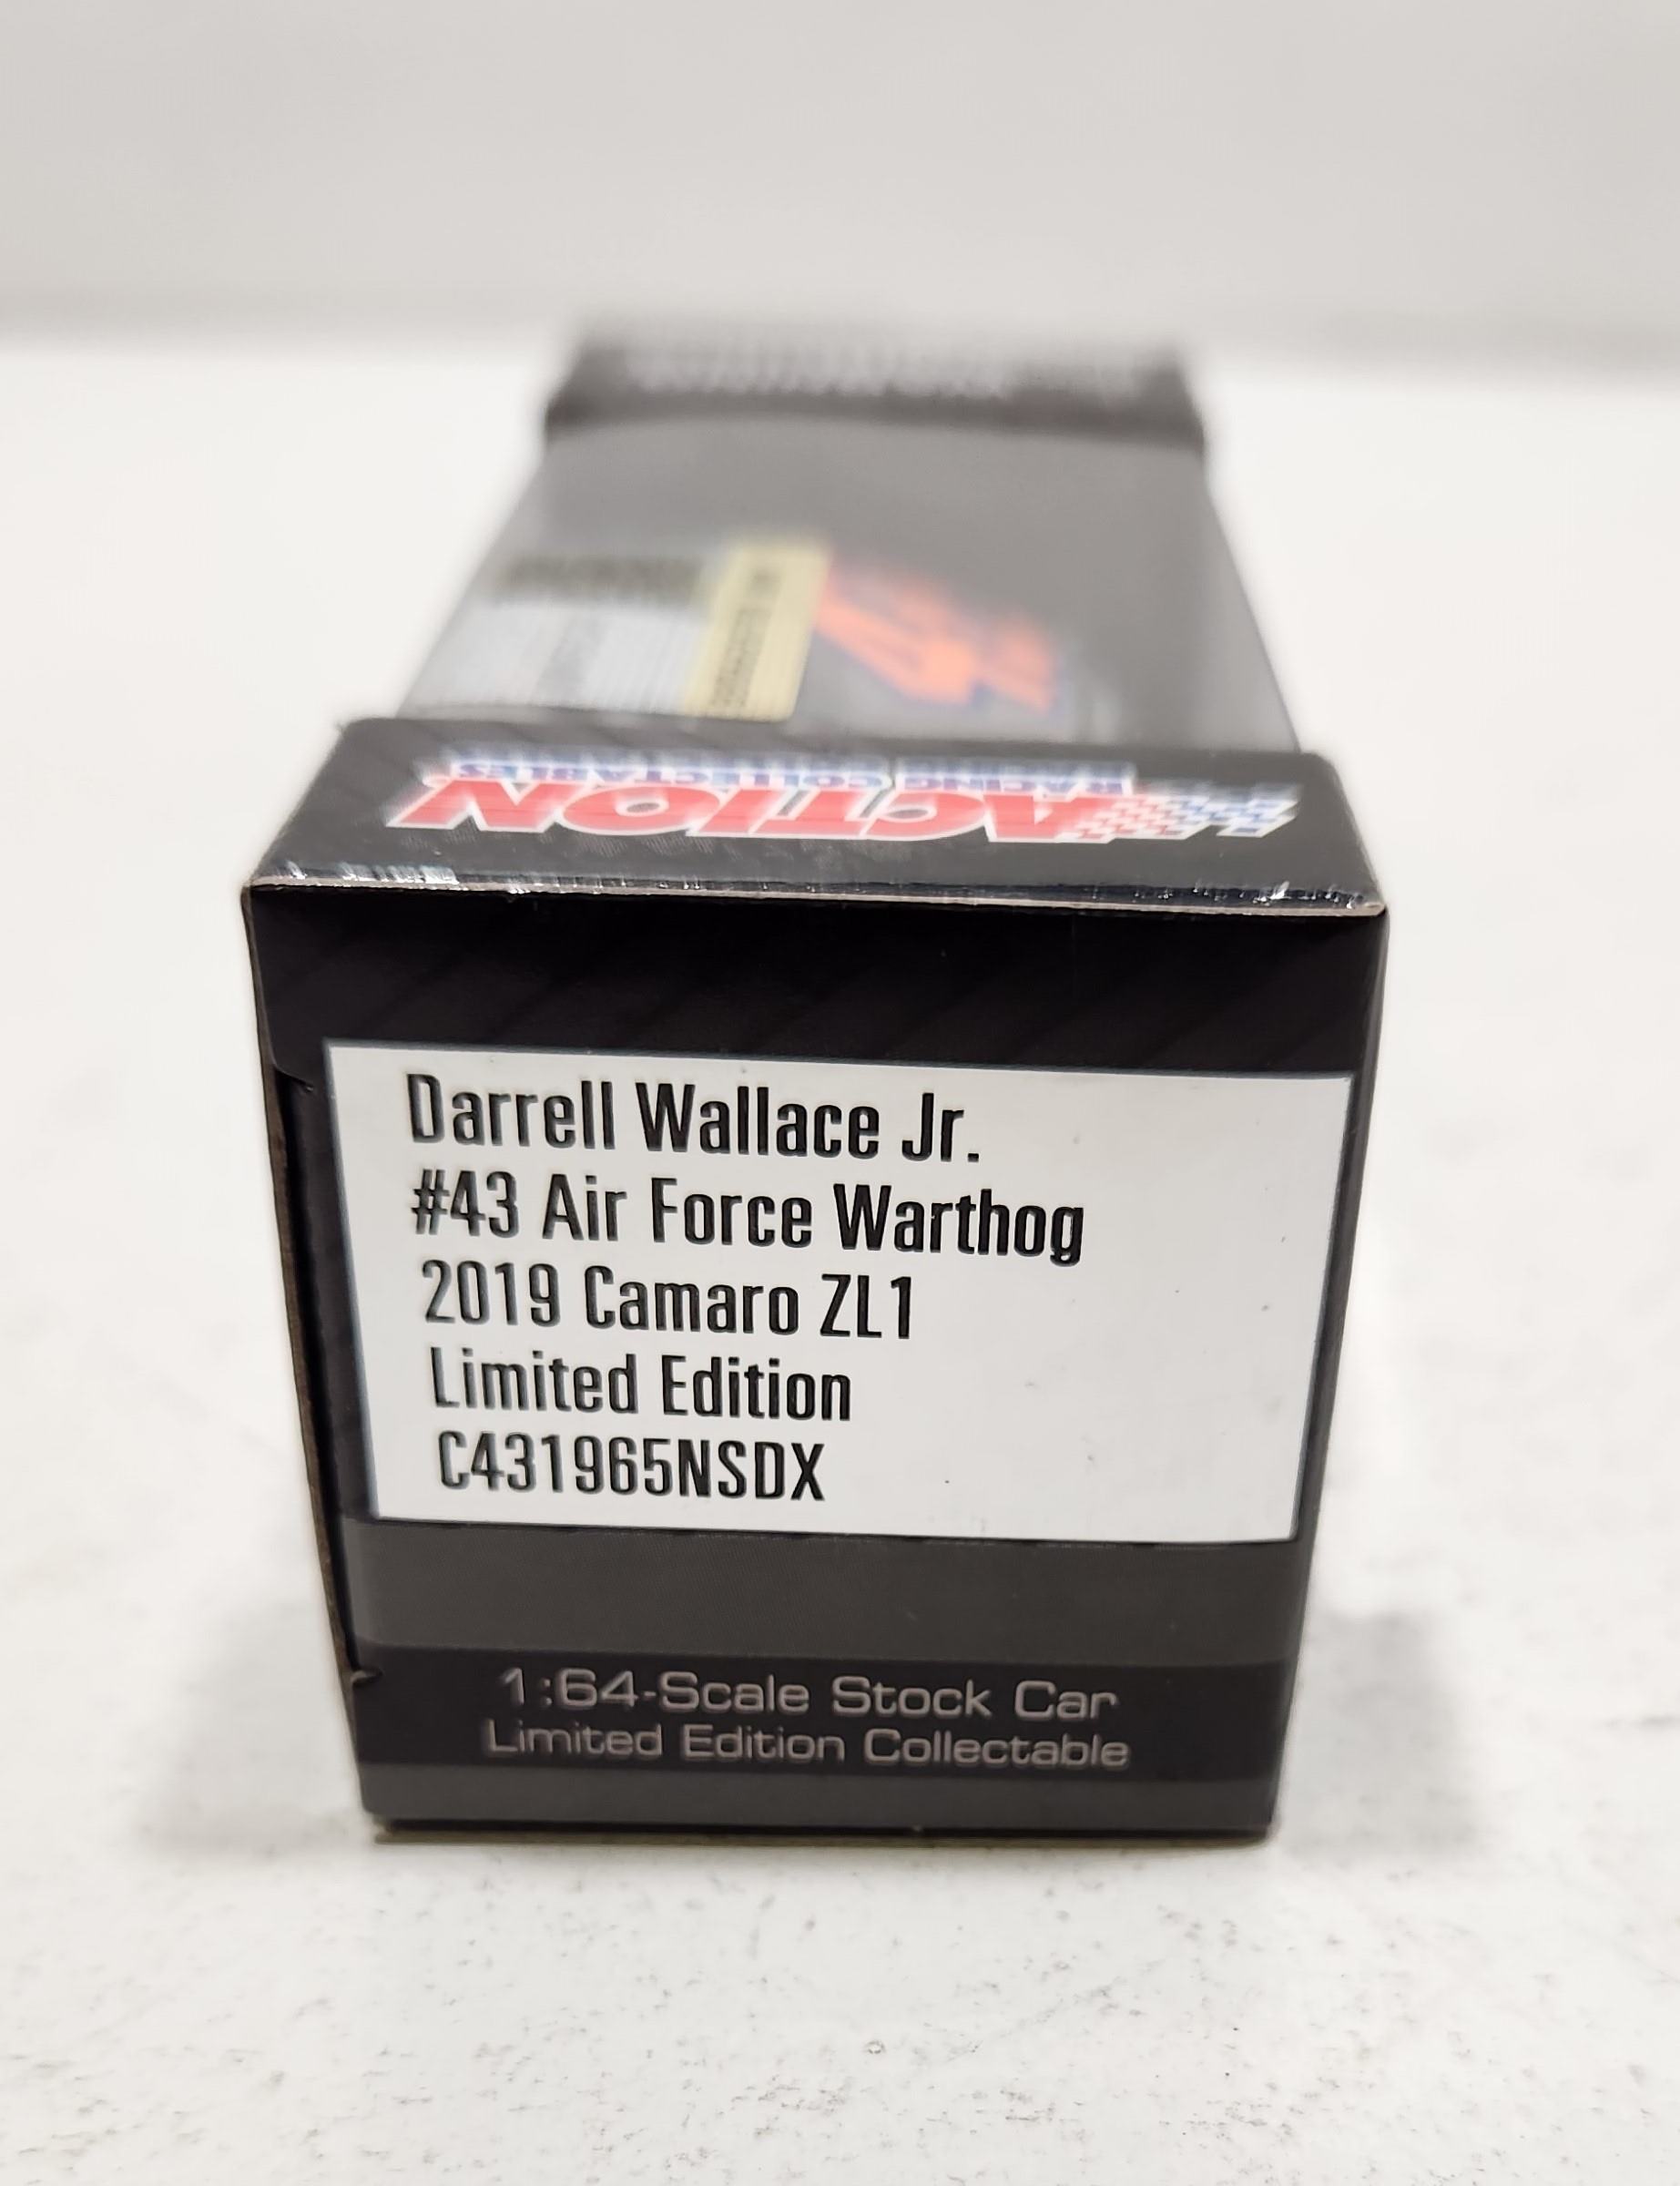 ACTION
RACING COLLECTABLES
Darrell Wallace Jr.
#43 Air Force Warthog
2019 Camaro ZL1
Limited Edition
C431965NSDX
1:64-Scale Stock Car
Limited Edition Collectable